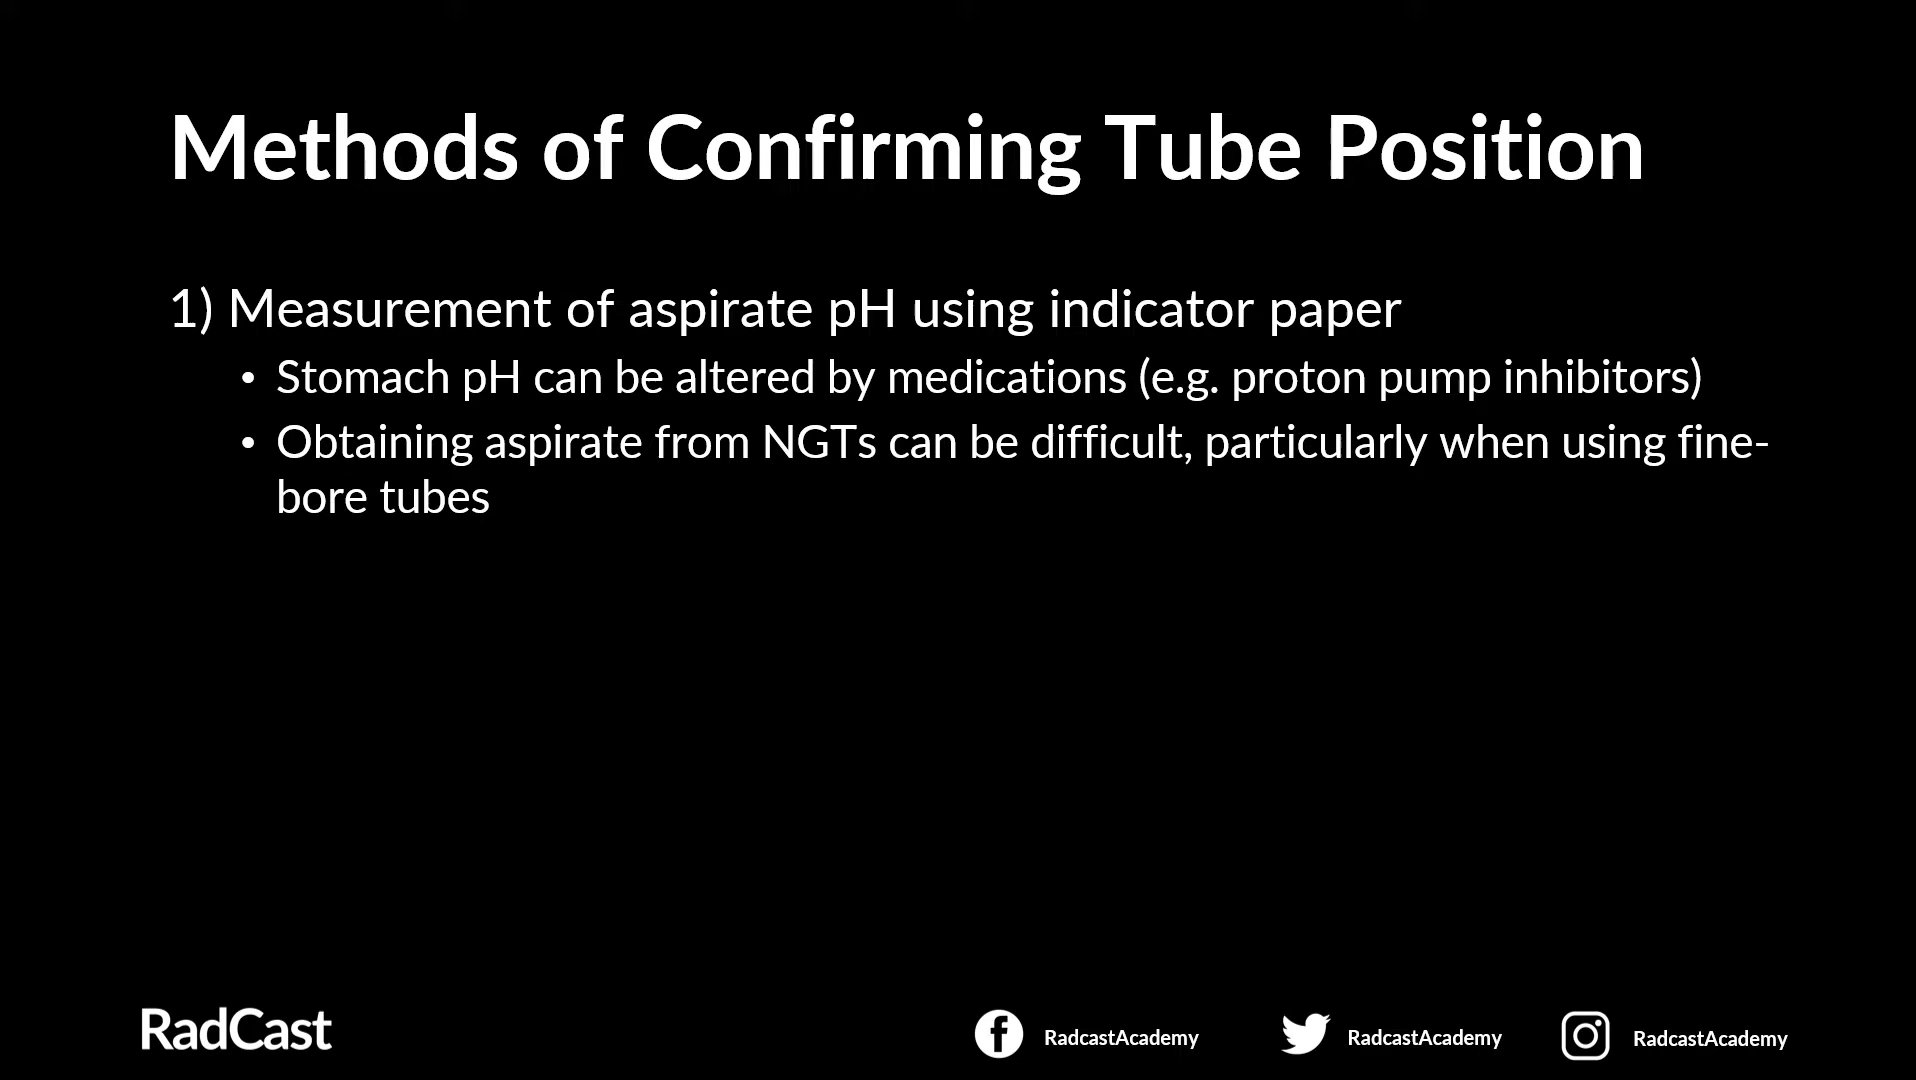 Methods of Confirming Tube Position
1) Measurement of aspirate pH using indicator paper
• Stomach pH can be altered by medications (e.g. proton pump inhibitors)
• Obtaining aspirate from NGTs can be difficult, particularly when using fine-
bore tubes
RadCast
RadcastAcademy
RadcastAcademy
RadcastAcademy